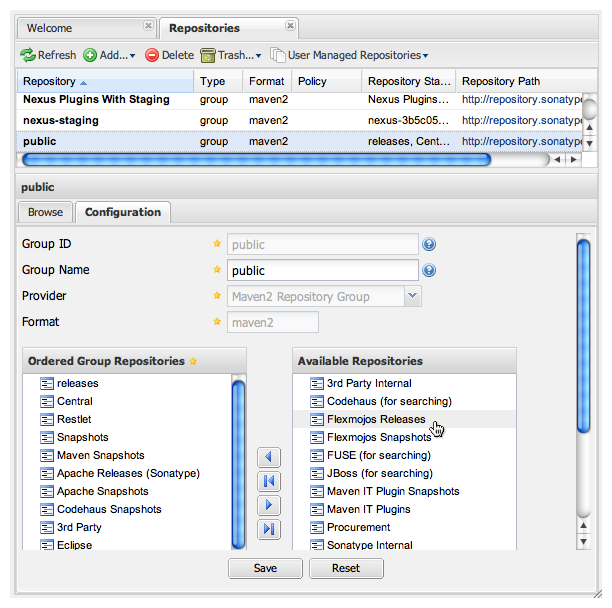 Welcome Repositories
Refresh Add... Delete Trash... User Managed Repositories
Repository Type Format Policy Repository Sta... Repository Path
Nexus Plugins With Staging group maven2 Nexus Plugins... http://repository.sonatype
nexus-staging group maven2 nexus-3b5c05... http://repository.sonatype
public group maven2 releases, Cent... http://repository.sonatype
public
Browse Configuration
Group ID public
Group Name public
Provider Maven2 Repository Group
Format maven2
Ordered Group Repositories Available Repositories
releases 3rd Party Internal
Central Codehaus (for searching)
Restlet Flexmojos Releases
Snapshots Flexmojos Snapshots
Maven Snapshots FUSE (for searching)
Apache Releases (Sonatype) JBoss (for searching)
Apache Snapshots Maven IT Plugin Snapshots
Codehaus Snapshots Maven IT Plugins
3rd Party Procurement
Eclipse Sonatype Internal
Save Reset